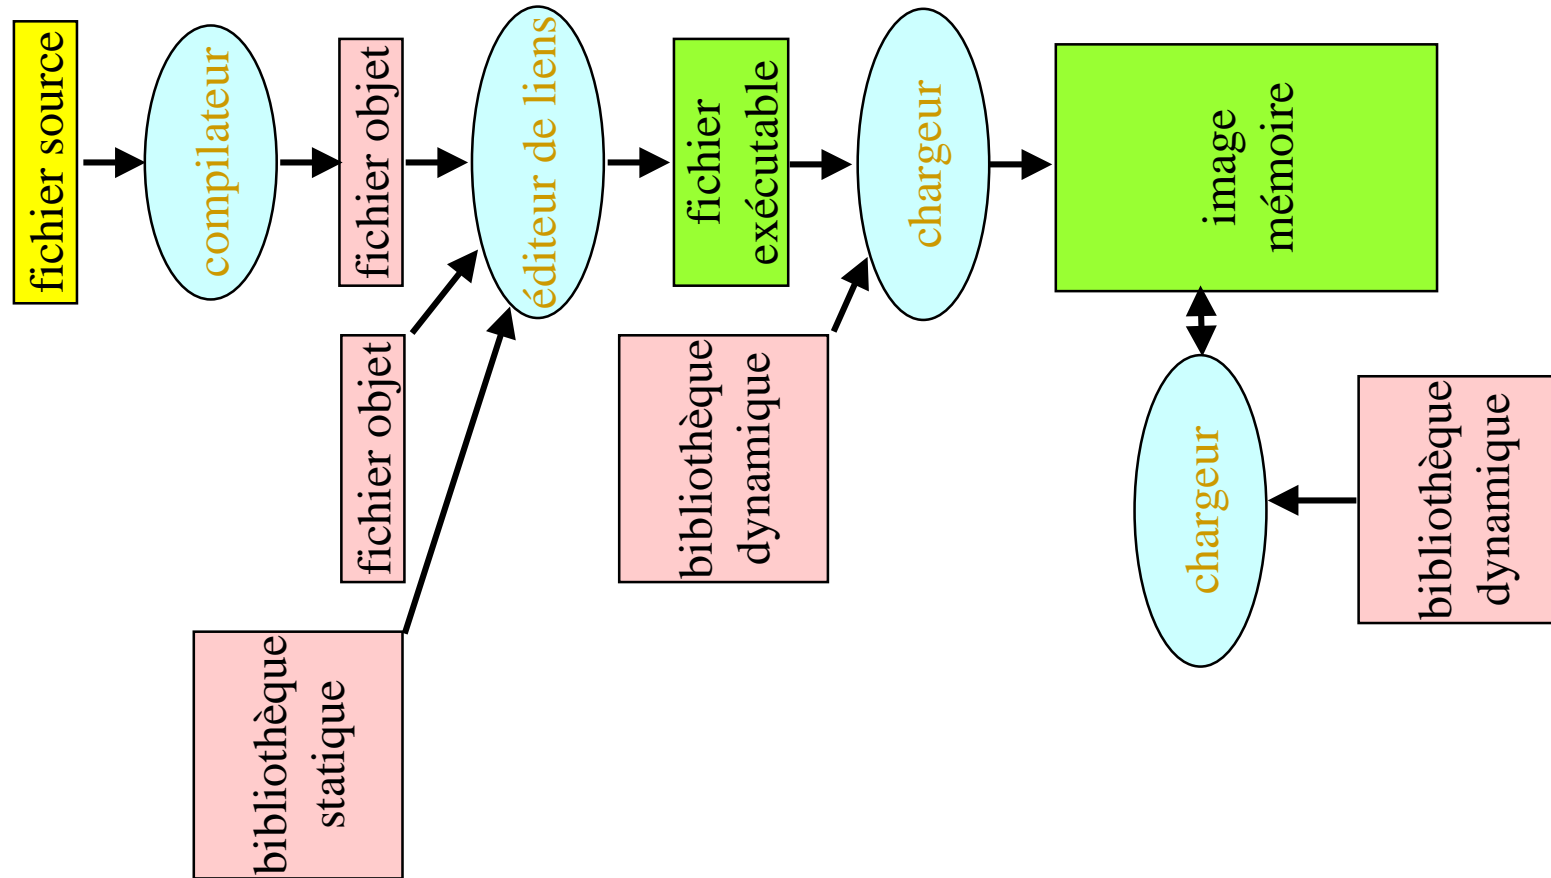 fichier source
compilateur
fichier objet
éditeur de liens
fichier
exécutable
chargeur
image
mémoire
fichier objet
bibliothèque
dynamique
chargeur
bibliothèque
dynamique
bibliothèque
statique